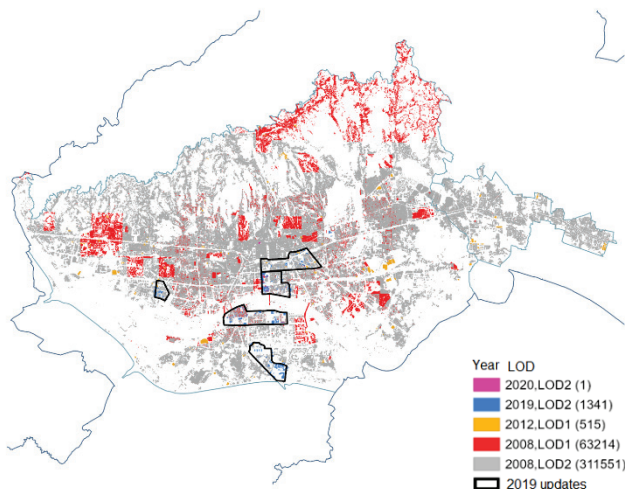 Year LOD
2020,LOD2 (1)
2019,LOD2 (1341)
2012,LOD1 (515)
2008,LOD1 (63214)
2008,LOD2 (311551)
2019 updates